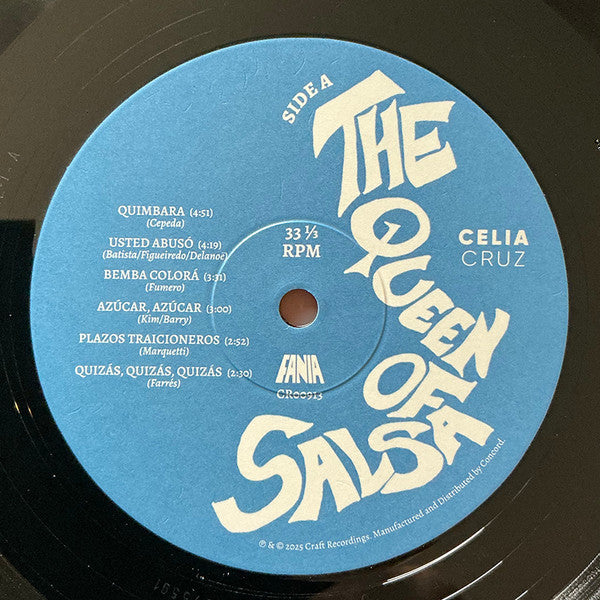 SIDE A
THE
QUEEN
OF
SALSA
CELIA
CRUZ
33 ⅓
RPM
QUIMBARA (4:51)
(Cepeda)
USTED ABUSÓ (4:19)
(Batista/Figueiredo/Delanoe)
BEMBA COLORÁ (3:31)
(Fumero)
AZÚCAR, AZÚCAR (3:00)
(Kim/Barry)
PLAZOS TRAICIONEROS (2:52)
(Marquetti)
QUIZÁS, QUIZÁS, QUIZÁS (2:30)
(Farrés)
FANIA
CR00913
℗ & © 2025 Craft Recordings. Manufactured and Distributed by Concord.